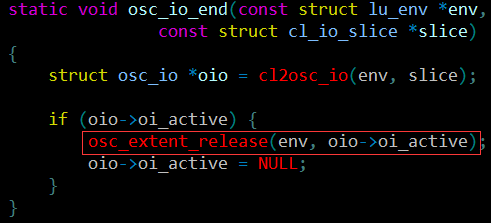 static void osc_io_end(const struct lu_env *env,
                       const struct cl_io_slice *slice)
{
    struct osc_io *oio = cl2osc_io(env, slice);

    if (oio->oi_active) {
        osc_extent_release(env, oio->oi_active);
        oio->oi_active = NULL;
    }
}